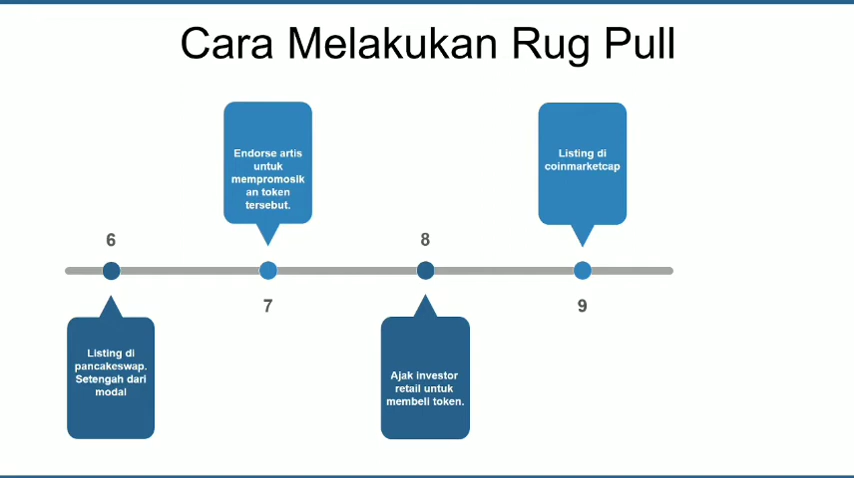 Cara Melakukan Rug Pull
6
Listing di
pancakeswap.
Setengah dari
modal
Endorse artis
untuk
mempromosik
an token
tersebut.
7
8
Ajak investor
retail untuk
membeli token.
Listing di
coinmarketcap
9